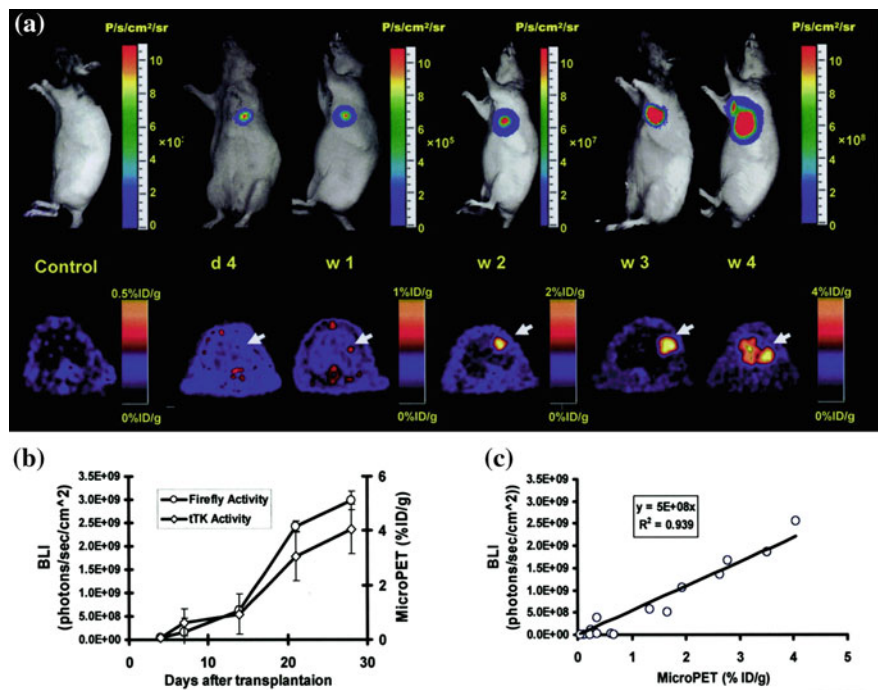 (a)
P/s/cm²/sr P/s/cm²/sr P/s/cm²/sr P/s/cm²/sr
10 10 10 10
8 8 8 8
6 6 6 6
×10⁵ ×10⁷ ×10⁸
4 4 4 4
2 2 2 2
0 0 0 0
Control d 4 w 1 w 2 w 3 w 4
0.5%ID/g 1%ID/g 2%ID/g 4%ID/g
0%ID/g 0%ID/g 0%ID/g 0%ID/g
(b)
BLI
(photons/sec/cm^2)
3.5E+09
3.0E+09
2.5E+09
2.0E+09
1.5E+09
1.0E+09
5.0E+08
0.0E+00
Firefly Activity
tTK Activity
6
4
2
0
MicroPET (%ID/g)
0 10 20 30
Days after transplantaion
(c)
BLI
(photons/sec/cm^2))
3.5E+09
3.0E+09
2.5E+09
2.0E+09
1.5E+09
1.0E+09
5.0E+08
0.0E+00
y = 5E+08x
R² = 0.939
0 1 2 3 4 5
MicroPET (% ID/g)